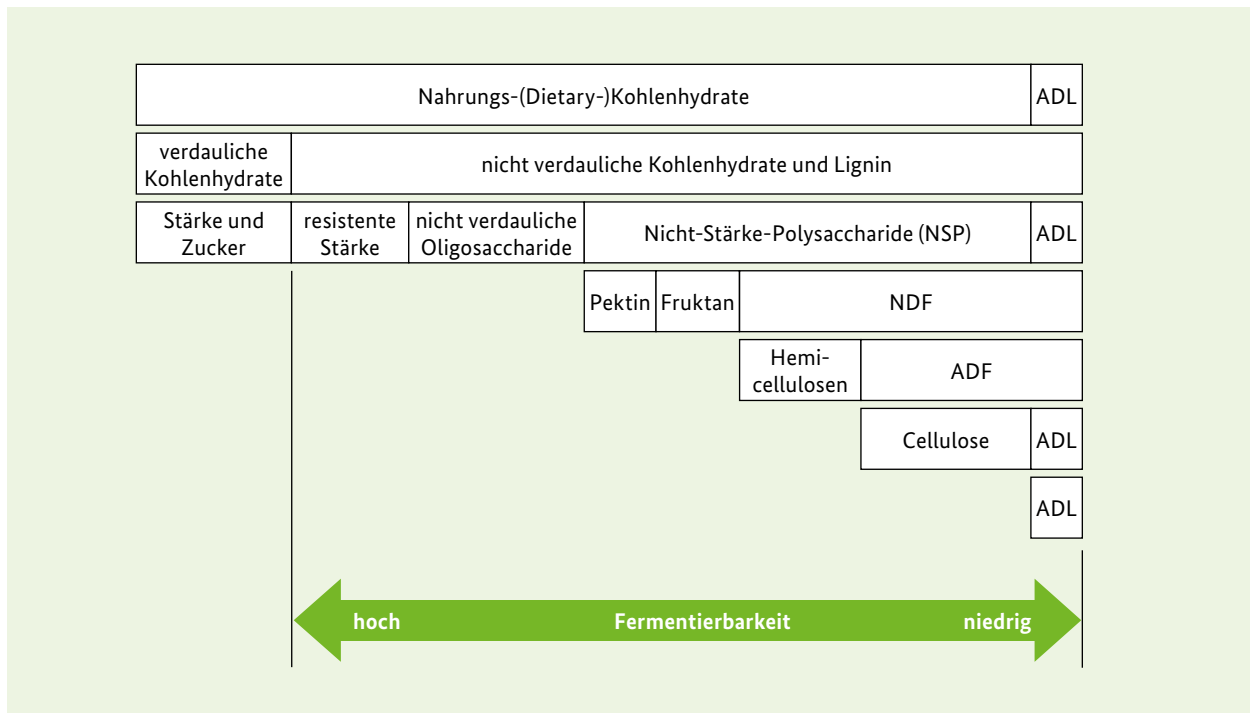 Nahrungs-(Dietary-)Kohlenhydrate
ADL
verdauliche
Kohlenhydrate
nicht verdauliche Kohlenhydrate und Lignin
Stärke und
Zucker
resistente
Stärke
nicht verdauliche
Oligosaccharide
Nicht-Stärke-Polysaccharide (NSP)
ADL
Pektin
Fruktan
NDF
Hemi-
cellulosen
ADF
Cellulose
ADL
ADL
hoch
Fermentierbarkeit
niedrig